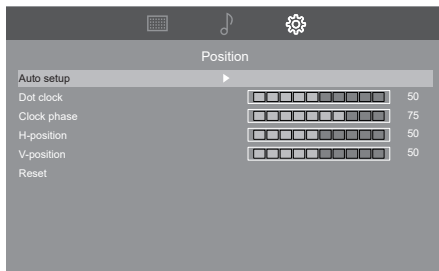 Position
Auto setup
Dot clock 50
Clock phase 75
H-position 50
V-position 50
Reset